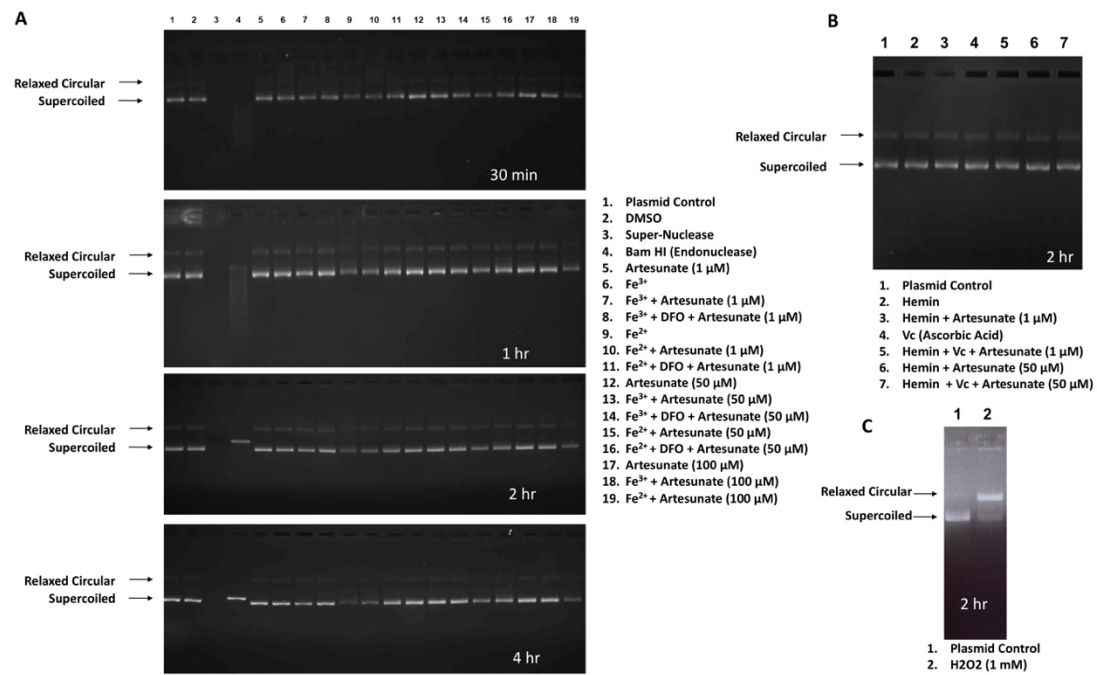 A
1 2 3 4 5 6 7 8 9 10 11 12 13 14 15 16 17 18 19
Relaxed Circular
Supercoiled
30 min
Relaxed Circular
Supercoiled
1 hr
Relaxed Circular
Supercoiled
2 hr
Relaxed Circular
Supercoiled
4 hr
1. Plasmid Control
2. DMSO
3. Super-Nuclease
4. Bam HI (Endonuclease)
5. Artesunate (1 µM)
6. Fe³⁺
7. Fe³⁺ + Artesunate (1 µM)
8. Fe³⁺ + DFO + Artesunate (1 µM)
9. Fe²⁺
10. Fe²⁺ + Artesunate (1 µM)
11. Fe²⁺ + DFO + Artesunate (1 µM)
12. Artesunate (50 µM)
13. Fe³⁺ + Artesunate (50 µM)
14. Fe³⁺ + DFO + Artesunate (50 µM)
15. Fe²⁺ + Artesunate (50 µM)
16. Fe²⁺ + DFO + Artesunate (50 µM)
17. Artesunate (100 µM)
18. Fe³⁺ + Artesunate (100 µM)
19. Fe²⁺ + Artesunate (100 µM)
B
1 2 3 4 5 6 7
Relaxed Circular
Supercoiled
2 hr
1. Plasmid Control
2. Hemin
3. Hemin + Artesunate (1 µM)
4. Vc (Ascorbic Acid)
5. Hemin + Vc + Artesunate (1 µM)
6. Hemin + Artesunate (50 µM)
7. Hemin + Vc + Artesunate (50 µM)
C
1 2
Relaxed Circular
Supercoiled
2 hr
1. Plasmid Control
2. H2O2 (1 mM)